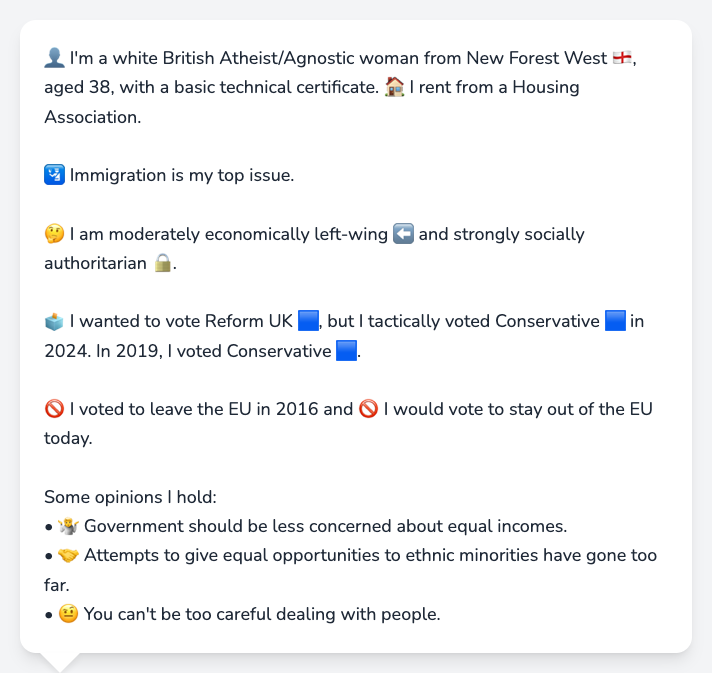 👤 I'm a white British Atheist/Agnostic woman from New Forest West 🏴󠁧󠁢󠁥󠁮󠁧󠁿,
aged 38, with a basic technical certificate. 🏠 I rent from a Housing
Association.
🛂 Immigration is my top issue.
🤔 I am moderately economically left-wing ⬅️ and strongly socially
authoritarian 🔒.
🗳️ I wanted to vote Reform UK 🟦, but I tactically voted Conservative 🟦 in
2024. In 2019, I voted Conservative 🟦.
🚫 I voted to leave the EU in 2016 and 🚫 I would vote to stay out of the EU
today.
Some opinions I hold:
• 🤷 Government should be less concerned about equal incomes.
• 🤝 Attempts to give equal opportunities to ethnic minorities have gone too
far.
• 🤨 You can't be too careful dealing with people.